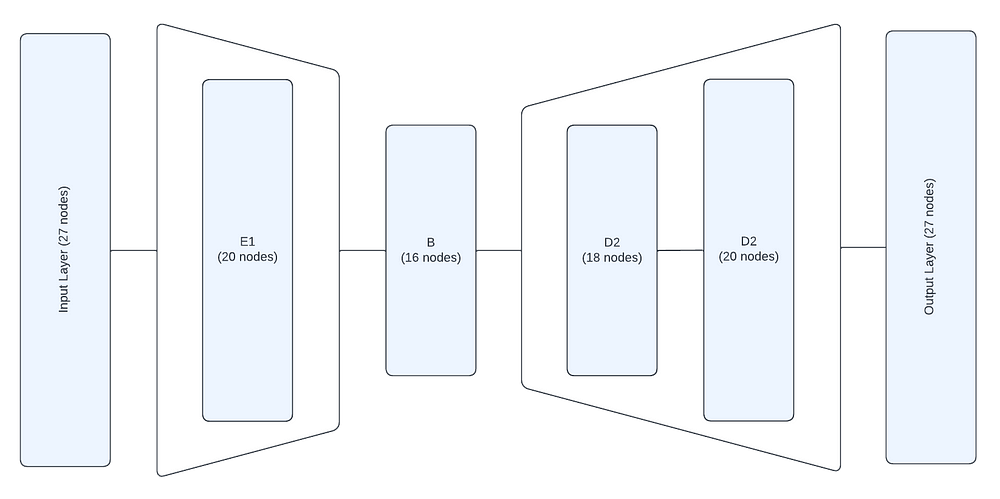 Input Layer (27 nodes)
E1
(20 nodes)
B
(16 nodes)
D2
(18 nodes)
D2
(20 nodes)
Output Layer (27 nodes)